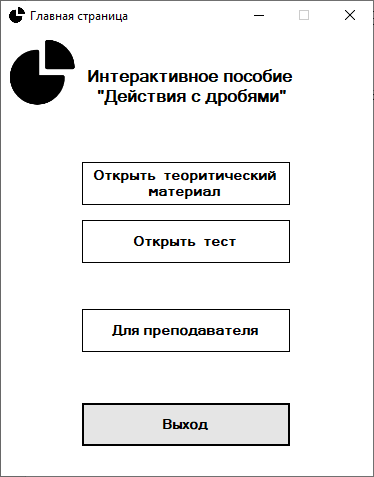 Главная страница
Интерактивное пособие
"Действия с дробями"
Открыть теоритический
материал
Открыть тест
Для преподавателя
Выход